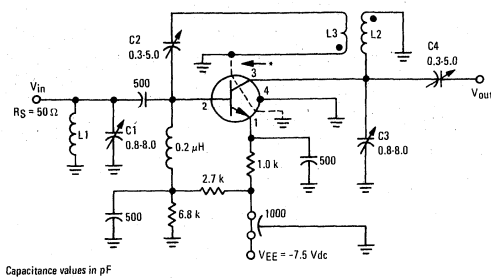 C2
0.3-5.0
L3
L2
C4
0.3-5.0
Vin
RS = 50 Ω
500
3
4
2
1
*
Vout
L1
C1
0.8-8.0
0.2 μH
500
C3
0.8-8.0
1.0 k
2.7 k
500
6.8 k
1000
VEE = -7.5 Vdc
Capacitance values in pF